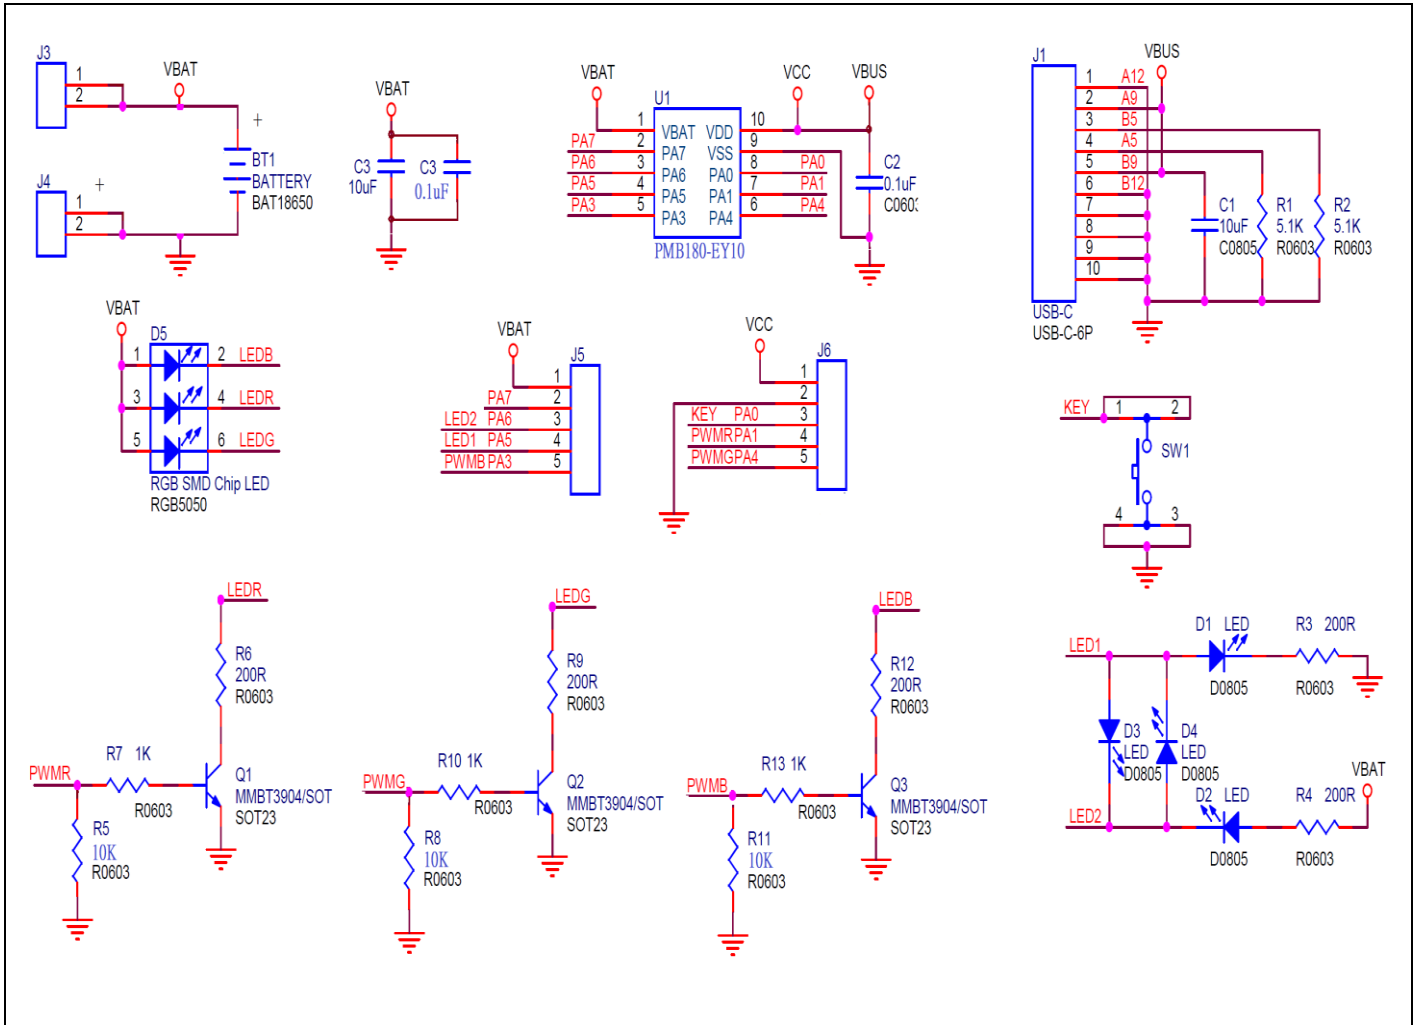 J3
1
2
VBAT
+
BT1
BATTERY
BAT18650
J4
+
1
2
VBAT
C3
10uF
C3
0.1uF
VBAT
U1
VCC
VBUS
1 VBAT VDD 10
PA7 2 PA7 VSS 9
PA6 3 PA6 PA0 8 PA0
PA5 4 PA5 PA1 7 PA1
PA3 5 PA3 PA4 6 PA4
PMB180-EY10
C2
0.1uF
J1
VBUS
1 A12
2 A9
3 B5
4 A5
5 B9
6 B12
7
8
9
10
USB-C
USB-C-6P
C1
10uF
C0805
R1
5.1K
R0603
R2
5.1K
R0603
VBAT
D5
1 2 LEDB
3 4 LEDR
5 6 LEDG
RGB SMD Chip LED
RGB5050
VBAT
J5
1
PA7 2
LED2 PA6 3
LED1 PA5 4
PWMB PA3 5
VCC
J6
1
2
KEY PA0 3
PWMR PA1 4
PWMG PA4 5
KEY 1 2
SW1
4 3
LEDR
R6
200R
R0603
PWMR
R7 1K
R0603
Q1
MMBT3904/SOT
SOT23
R5
10K
R0603
LEDG
R9
200R
R0603
PWMG
R10 1K
R0603
Q2
MMBT3904/SOT
SOT23
R8
10K
R0603
LEDB
R12
200R
R0603
PWMB
R13 1K
R0603
Q3
MMBT3904/SOT
SOT23
R11
10K
R0603
LED1
D1 LED
D0805
R3 200R
R0603
D3
LED
D0805
D4
LED
D0805
LED2
D2 LED
D0805
R4 200R
R0603
VBAT